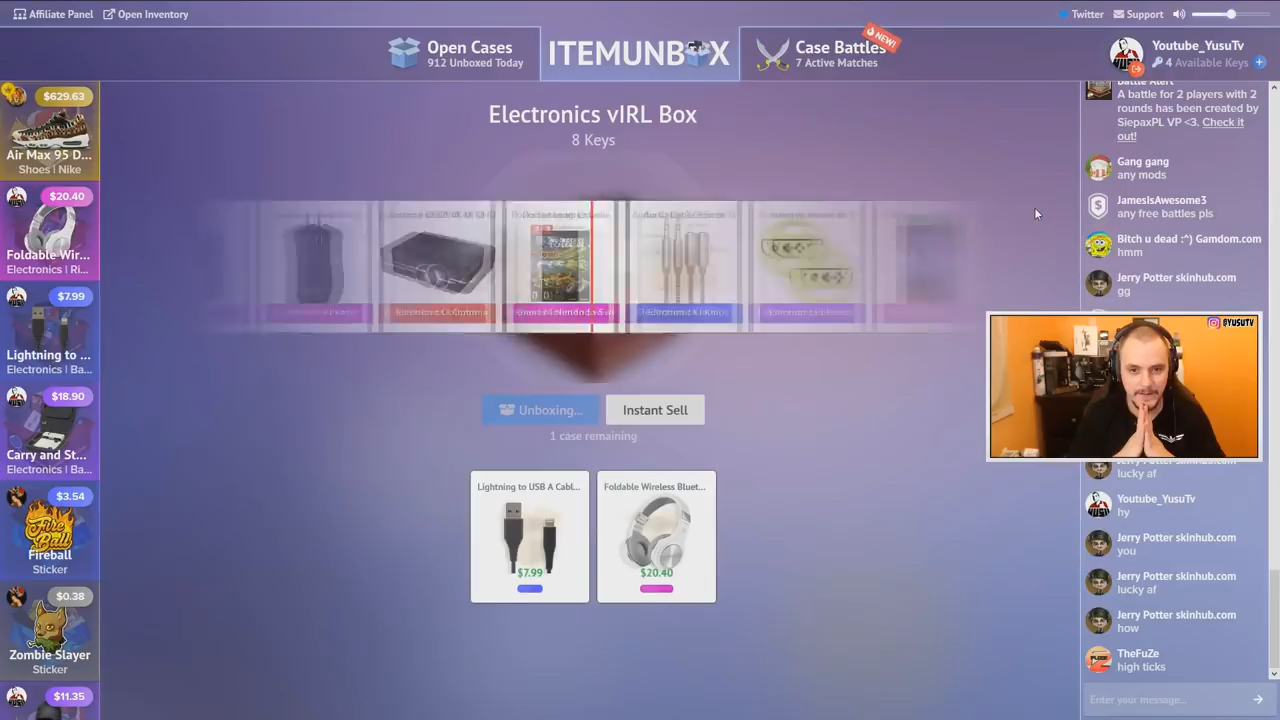 Affiliate Panel
Open Inventory
Open Cases
912 Unboxed Today
ITEMUNBOX
Case Battles
NEW!
7 Active Matches
Twitter
Support
Youtube_YusuTv
4 Available Keys
$629.63
Air Max 95 D...
Shoes | Nike
$20.40
Foldable Wir...
Electronics | Ri...
$7.99
Lightning to ...
Electronics | Ba...
$18.90
Carry and St...
Electronics | Ba...
$3.54
Fireball
Sticker
$0.38
Zombie Slayer
Sticker
$11.35
Electronics vIRL Box
8 Keys
Unboxing...
Instant Sell
1 case remaining
Lightning to USB A Cabl...
$7.99
Foldable Wireless Bluet...
$20.40
Battle Alert
A battle for 2 players with 2
rounds has been created by
SiepaxPL VP <3. Check it
out!
Gang gang
any mods
JamesIsAwesome3
any free battles pls
Bitch u dead :^) Gamdom.com
hmm
Jerry Potter skinhub.com
gg
@YUSUTV
lucky af
Youtube_YusuTv
hy
Jerry Potter skinhub.com
you
Jerry Potter skinhub.com
lucky af
Jerry Potter skinhub.com
how
TheFuZe
high ticks
Enter your message...